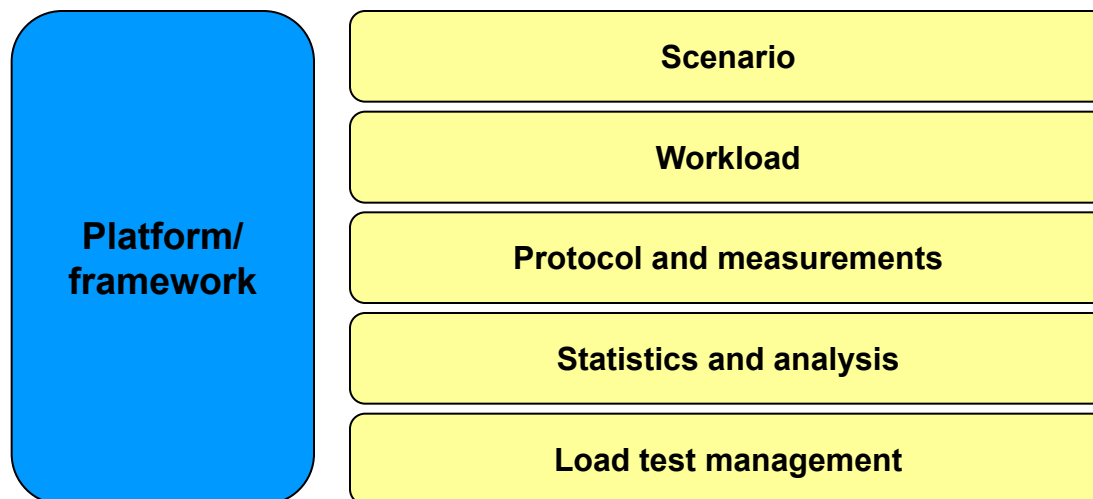 Platform/
framework
Scenario
Workload
Protocol and measurements
Statistics and analysis
Load test management